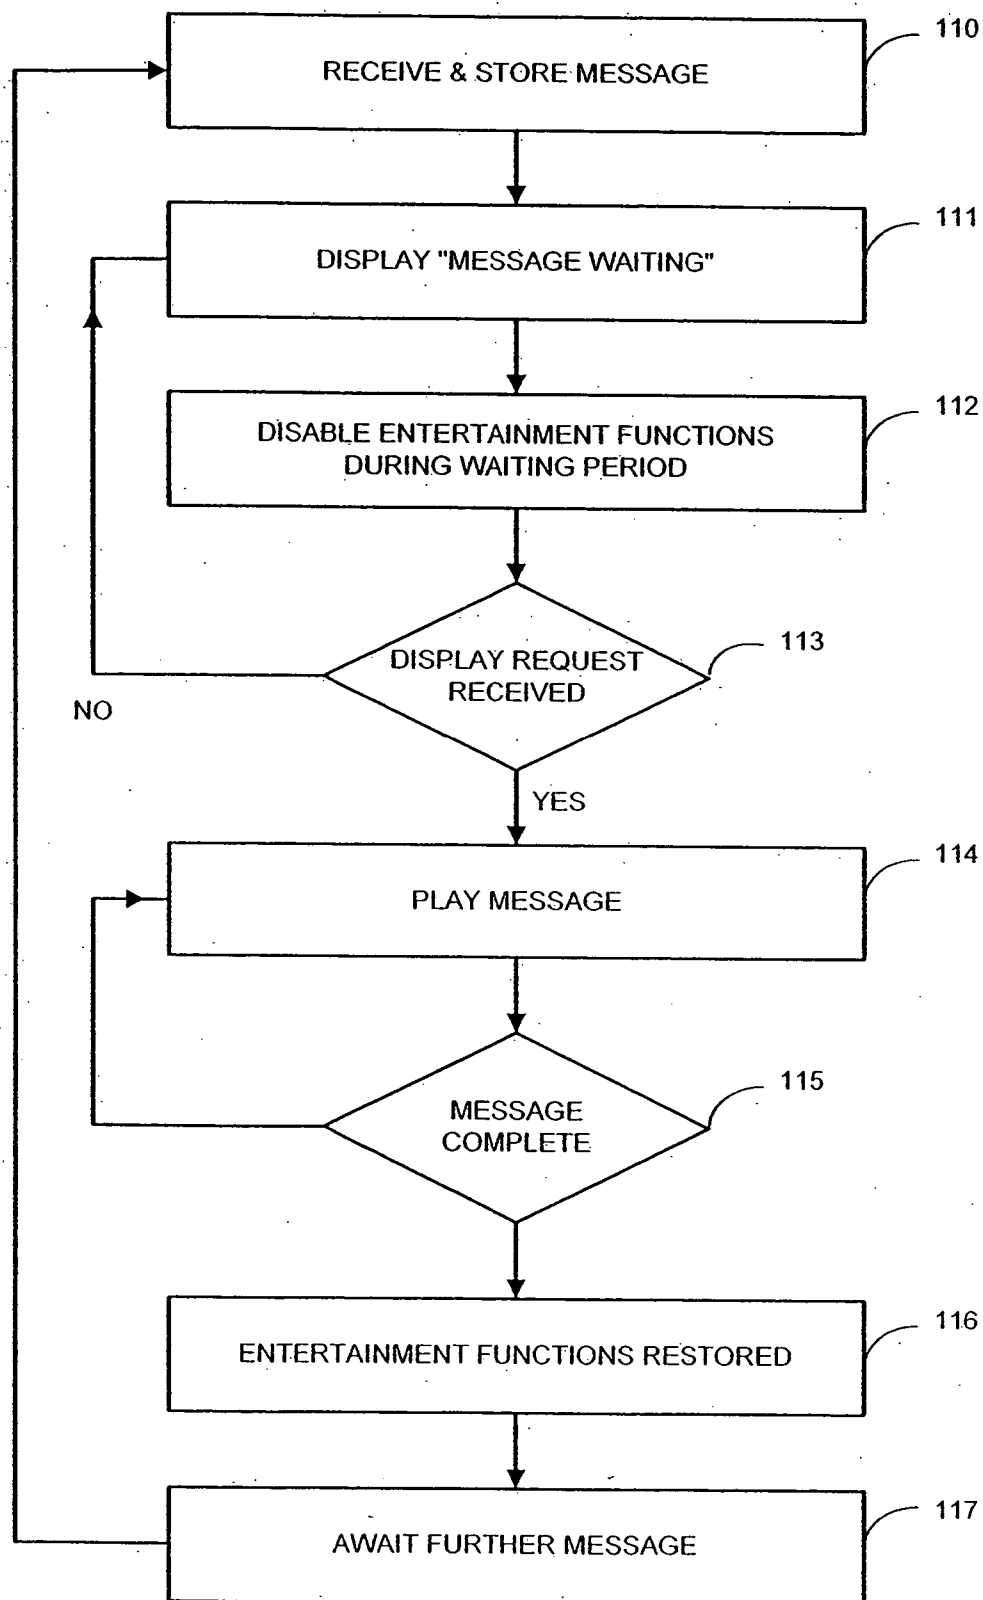 110
RECEIVE & STORE MESSAGE
111
DISPLAY "MESSAGE WAITING"
112
DISABLE ENTERTAINMENT FUNCTIONS
DURING WAITING PERIOD
113
DISPLAY REQUEST
RECEIVED
NO
YES
114
PLAY MESSAGE
115
MESSAGE
COMPLETE
116
ENTERTAINMENT FUNCTIONS RESTORED
117
AWAIT FURTHER MESSAGE